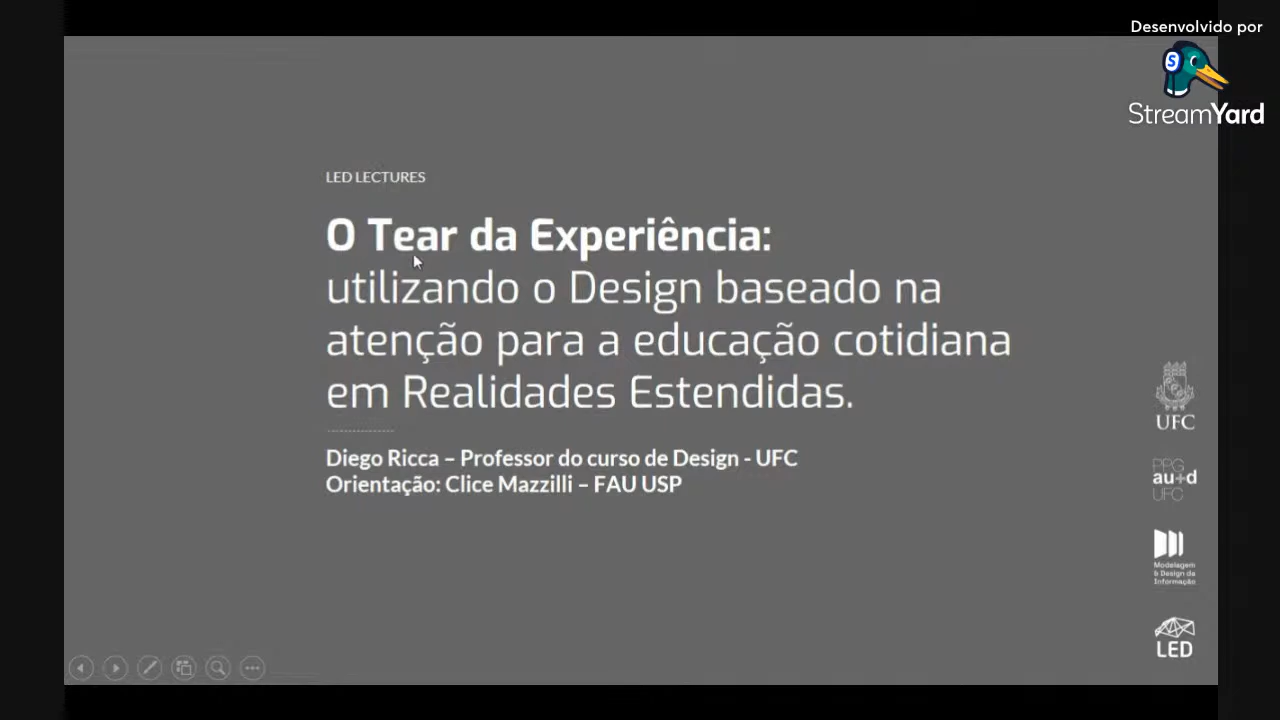 Desenvolvido por
StreamYard
LED LECTURES
O Tear da Experiência:
utilizando o Design baseado na
atenção para a educação cotidiana
em Realidades Estendidas.
Diego Ricca – Professor do curso de Design - UFC
Orientação: Clice Mazzilli – FAU USP
UFC
PPG
au+d
UFC
Modelagem
& Design da
Informação
LED